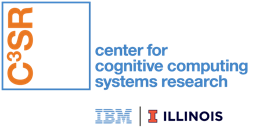 C³SR
center for
cognitive computing
systems research
IBM | I ILLINOIS